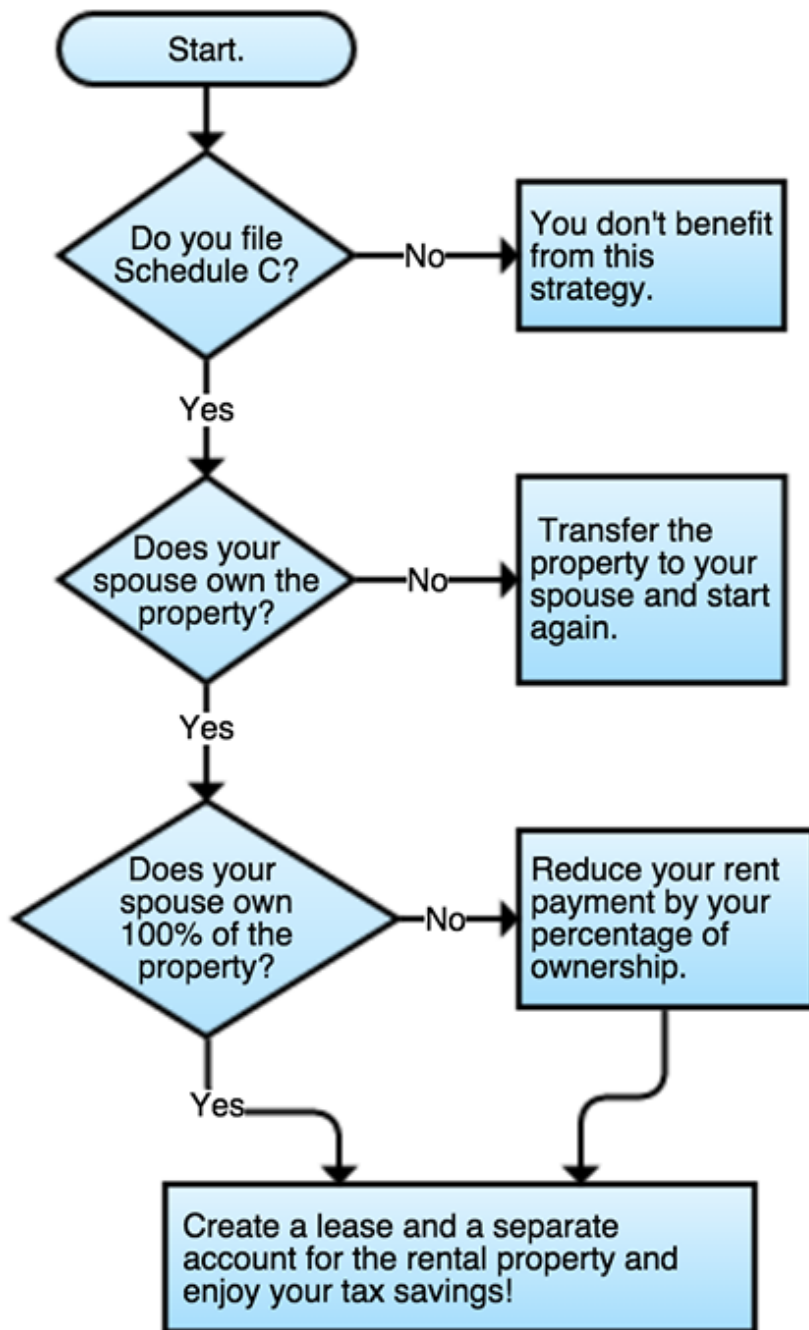 Start.
Do you file
Schedule C?
No
You don't benefit
from this
strategy.
Yes
Does your
spouse own the
property?
No
Transfer the
property to your
spouse and start
again.
Yes
Does your
spouse own
100% of the
property?
No
Reduce your rent
payment by your
percentage of
ownership.
Yes
Create a lease and a separate
account for the rental property and
enjoy your tax savings!